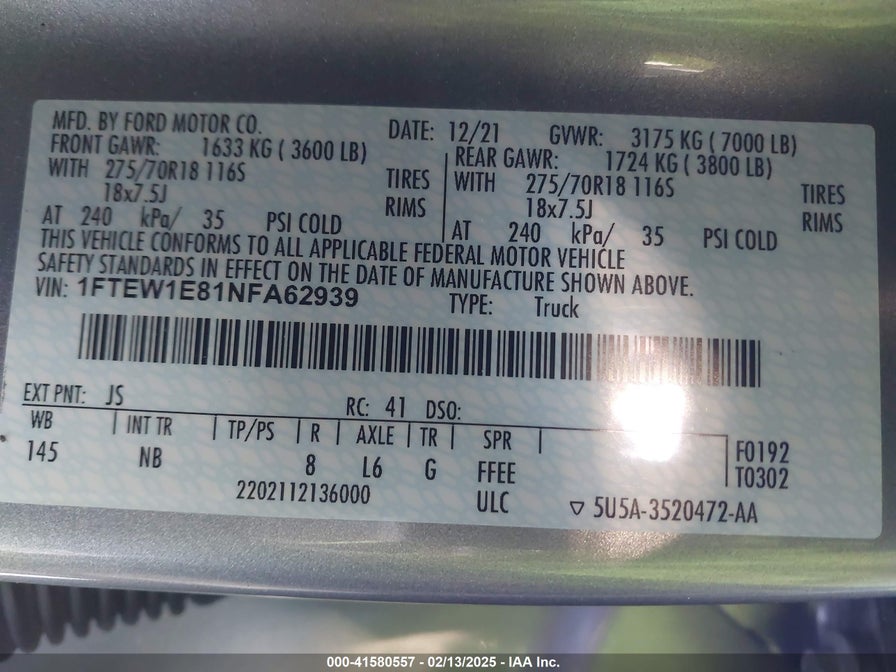 MFD. BY FORD MOTOR CO. DATE: 12/21 GVWR: 3175 KG ( 7000 LB)
FRONT GAWR: 1633 KG ( 3600 LB) REAR GAWR: 1724 KG ( 3800 LB)
WITH 275/70R18 116S TIRES WITH 275/70R18 116S TIRES
18x7.5J RIMS 18x7.5J RIMS
AT 240 kPa/ 35 PSI COLD AT 240 kPa/ 35 PSI COLD
THIS VEHICLE CONFORMS TO ALL APPLICABLE FEDERAL MOTOR VEHICLE
SAFETY STANDARDS IN EFFECT ON THE DATE OF MANUFACTURE SHOWN ABOVE.
VIN: 1FTEW1E81NFA62939 TYPE: Truck
EXT PNT: JS RC: 41 DSO:
WB INT TR TP/PS R AXLE TR SPR F0192
145 NB 8 L6 G FFEE T0302
2202112136000 ULC ▽ 5U5A-3520472-AA
000-41580557 - 02/13/2025 - IAA Inc.